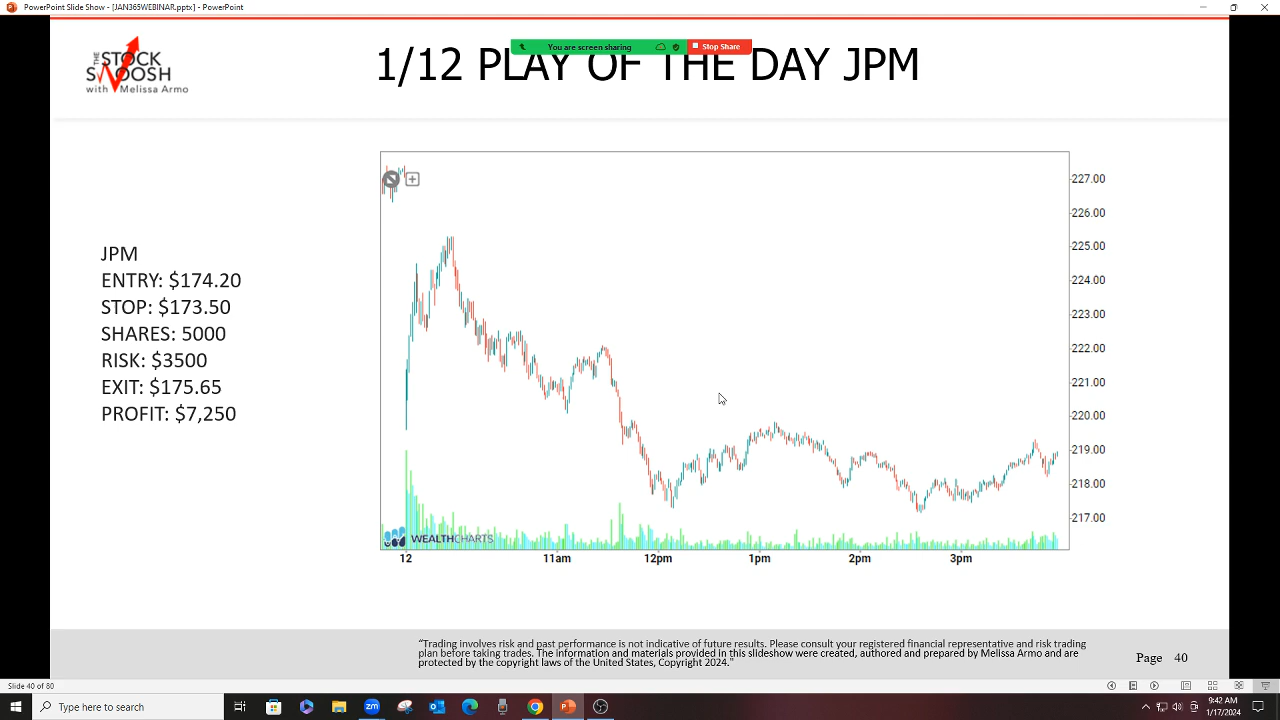 PowerPoint Slide Show - [JAN365WEBINAR.pptx] - PowerPoint
You are screen sharing
Stop Share
THE
STOCK
SWOOSH
with Melissa Armo
1/12 PLAY OF THE DAY JPM
JPM
ENTRY: $174.20
STOP: $173.50
SHARES: 5000
RISK: $3500
EXIT: $175.65
PROFIT: $7,250
227.00
226.00
225.00
224.00
223.00
222.00
221.00
220.00
219.00
218.00
217.00
WEALTHCHARTS
12 11am 12pm 1pm 2pm 3pm
"Trading involves risk and past performance is not indicative of future results. Please consult your registered financial representative and risk trading
plan before taking trades. The information and materials provided in this slideshow were created, authored and prepared by Melissa Armo and are
protected by the copyright laws of the United States, Copyright 2024."
Page 40
Slide 40 of 80
Type here to search
9:42 AM
1/17/2024